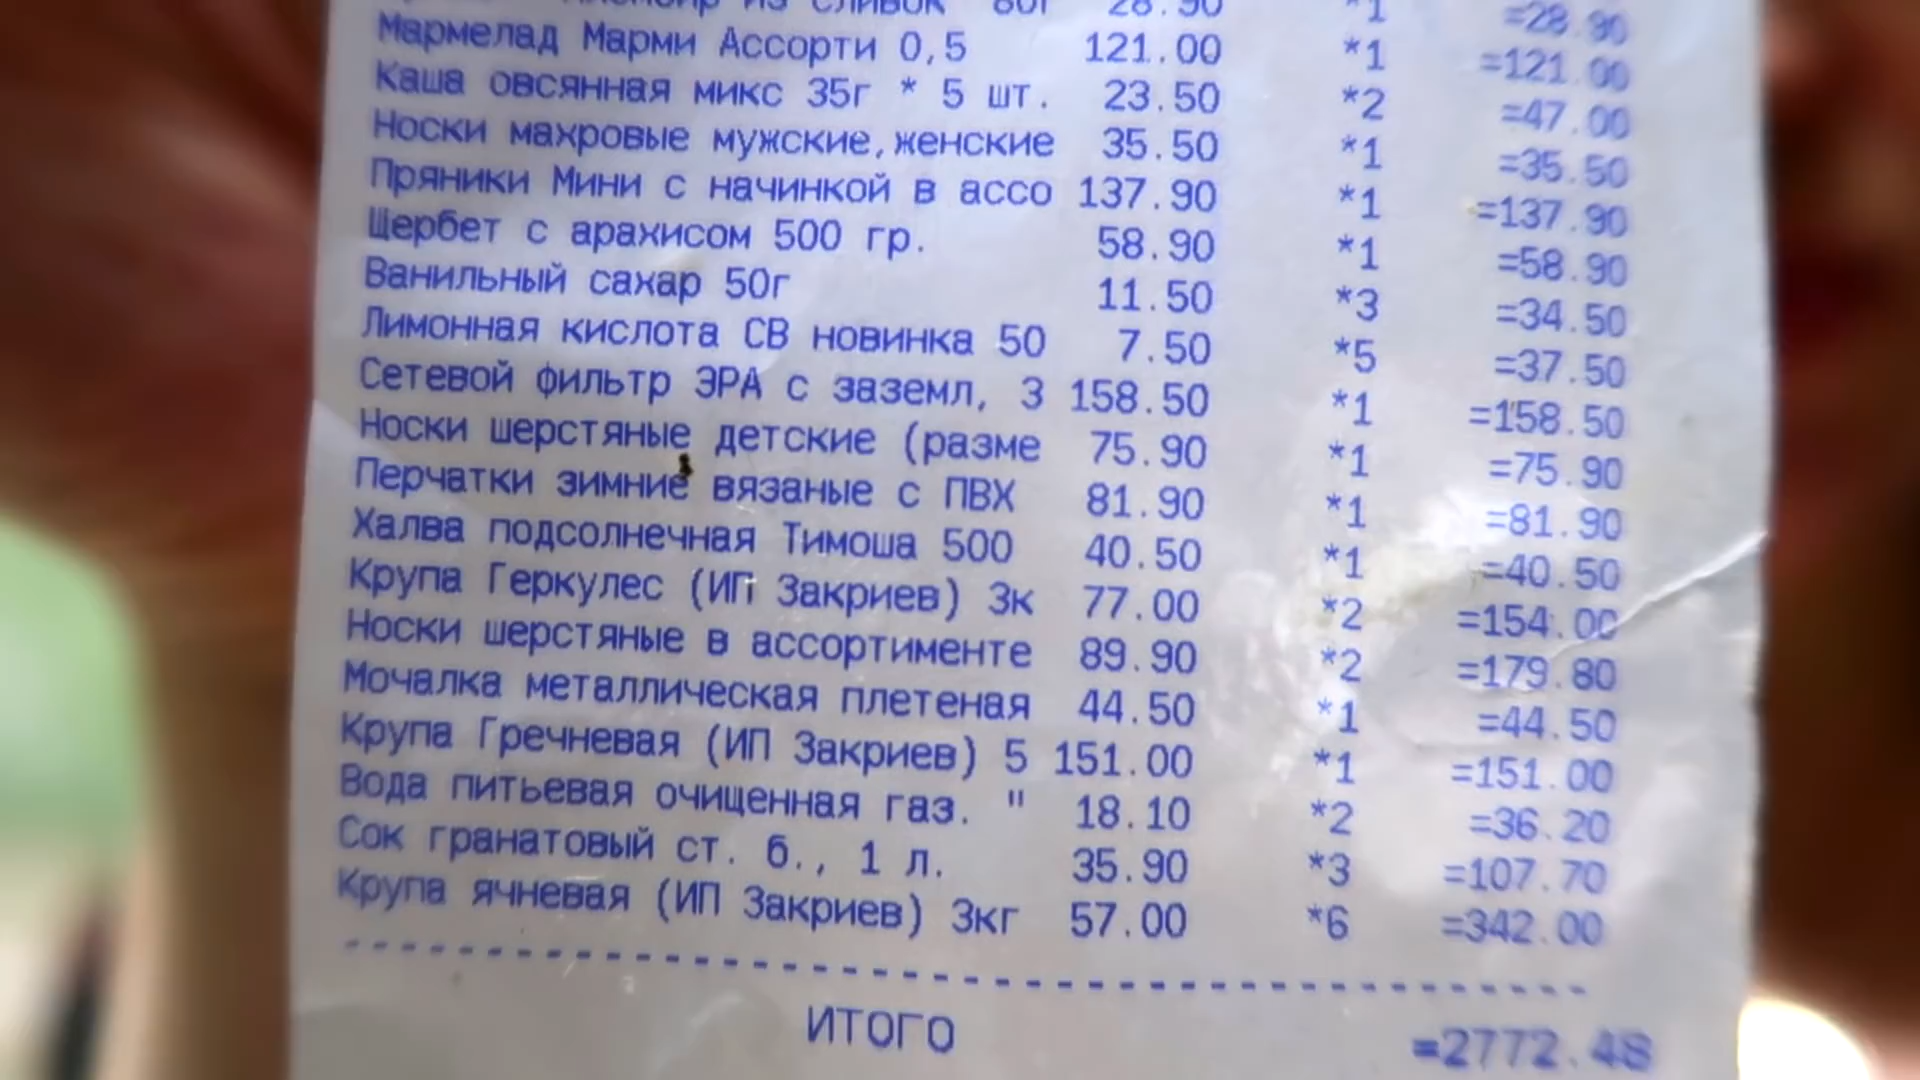 из сливок 80г 28.90 *1 =28.90
Мармелад Марми Ассорти 0,5 121.00 *1 =121.00
Каша овсянная микс 35г * 5 шт. 23.50 *2 =47.00
Носки махровые мужские,женские 35.50 *1 =35.50
Пряники Мини с начинкой в ассо 137.90 *1 =137.90
Щербет с арахисом 500 гр. 58.90 *1 =58.90
Ванильный сахар 50г 11.50 *3 =34.50
Лимонная кислота СВ новинка 50 7.50 *5 =37.50
Сетевой фильтр ЭРА с заземл, 3 158.50 *1 =158.50
Носки шерстяные детские (разме 75.90 *1 =75.90
Перчатки зимние вязаные с ПВХ 81.90 *1 =81.90
Халва подсолнечная Тимоша 500 40.50 *1 =40.50
Крупа Геркулес (ИП Закриев) 3к 77.00 *2 =154.00
Носки шерстяные в ассортименте 89.90 *2 =179.80
Мочалка металлическая плетеная 44.50 *1 =44.50
Крупа Гречневая (ИП Закриев) 5 151.00 *1 =151.00
Вода питьевая очищенная газ. " 18.10 *2 =36.20
Сок гранатовый ст. б., 1 л. 35.90 *3 =107.70
Крупа ячневая (ИП Закриев) 3кг 57.00 *6 =342.00
ИТОГО =2772.48